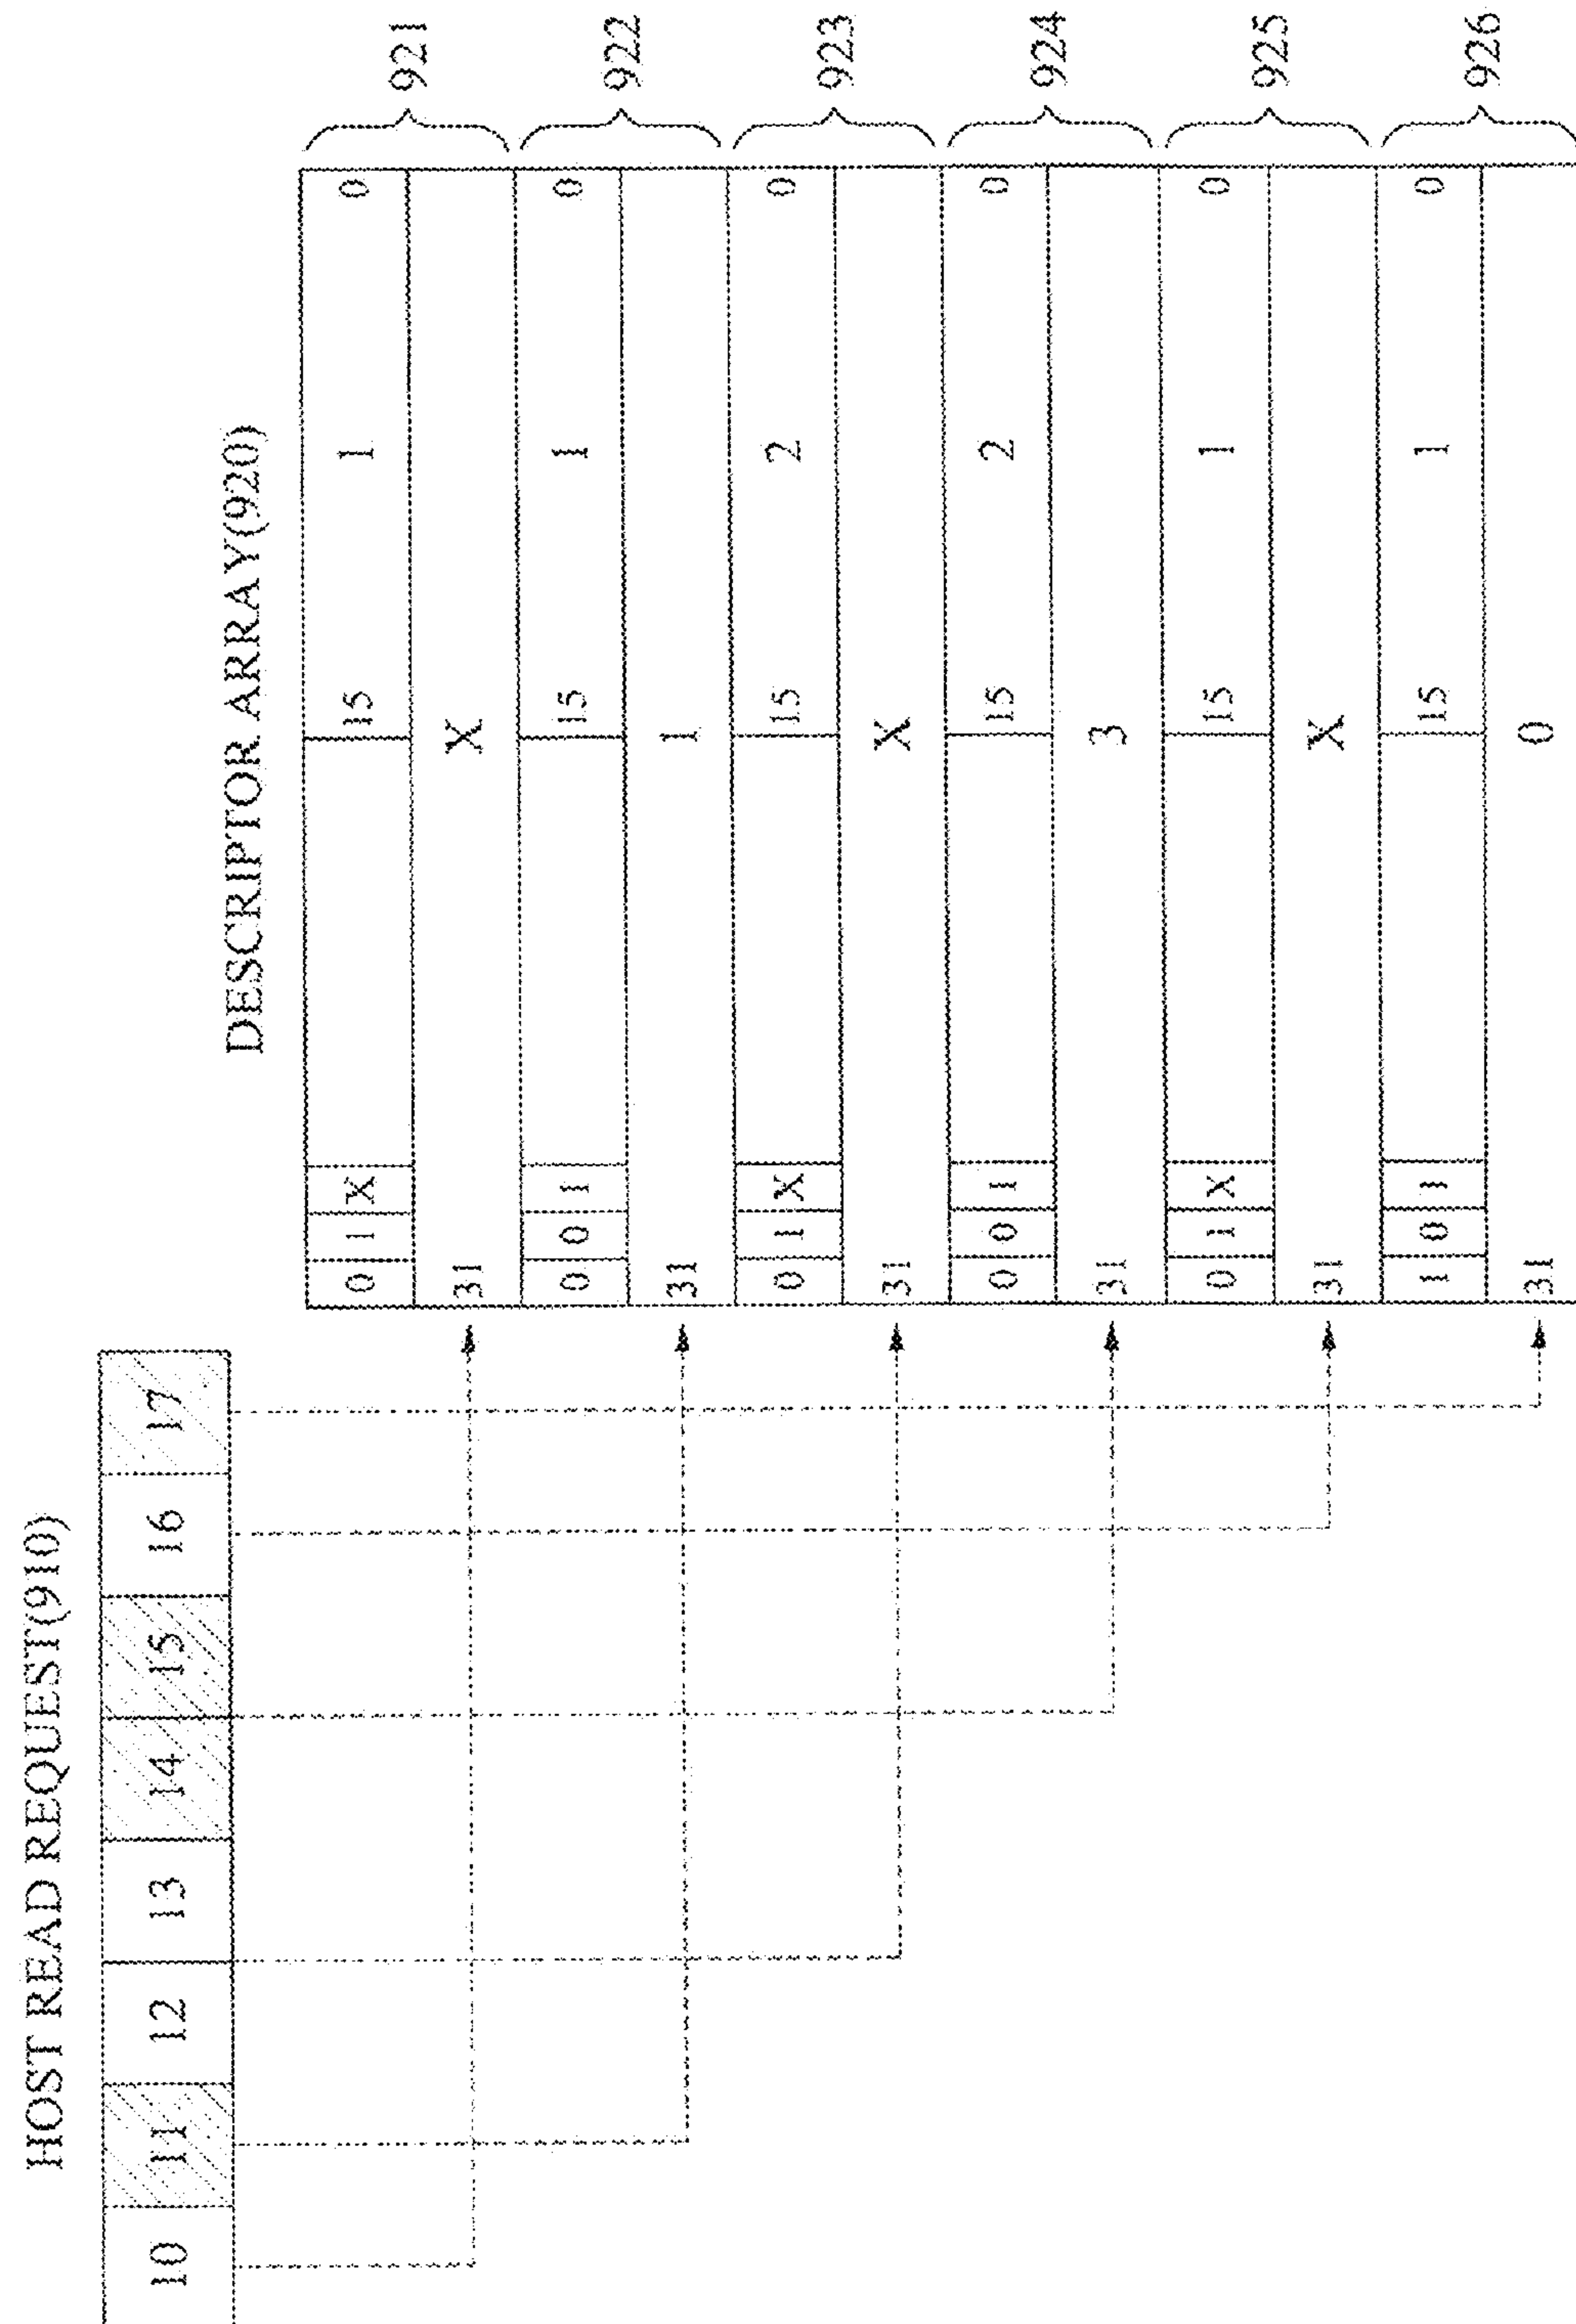 HOST READ REQUEST(910)
10 11 12 13 14 15 16 17
DESCRIPTOR ARRAY(920)
0 1 X 15 1 0
31 X
921
0 0 1 15 1 0
31 1
922
0 1 X 15 2 0
31 X
923
0 0 1 15 2 0
31 3
924
0 1 X 15 1 0
31 X
925
1 0 1 15 1 0
31 0
926